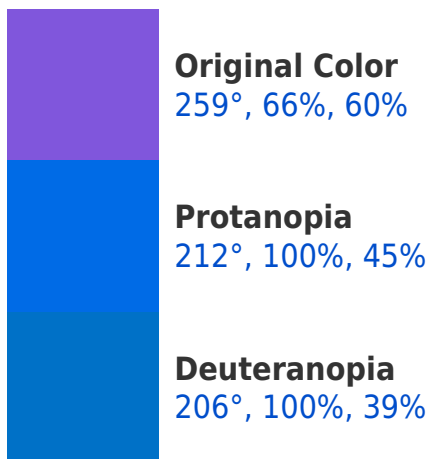 Original Color
259°, 66%, 60%
Protanopia
212°, 100%, 45%
Deuteranopia
206°, 100%, 39%